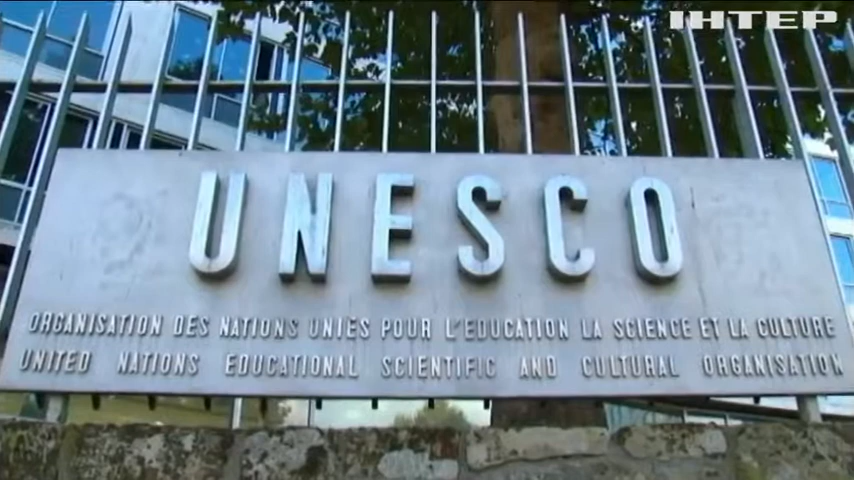 ІНТЕР
UNESCO
ORGANISATION DES NATIONS UNIES POUR L'EDUCATION LA SCIENCE ET LA CULTURE
UNITED NATIONS EDUCATIONAL SCIENTIFIC AND CULTURAL ORGANISATION